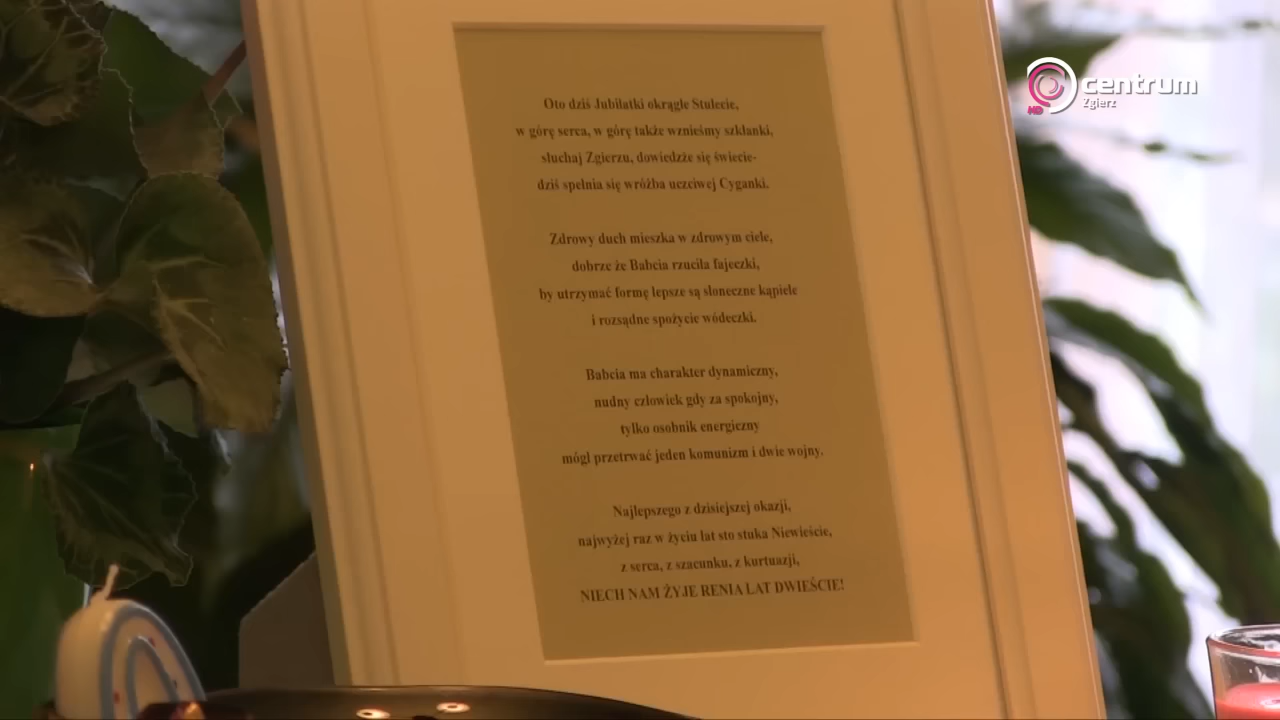 centrum
Zgierz
HD
Oto dziś Jubilatki okrągłe Stulecie,
w górę serca, w górę także wznieśmy szklanki,
słuchaj Zgierzu, dowiedzże się świecie-
dziś spełnia się wróżba uczciwej Cyganki.
Zdrowy duch mieszka w zdrowym ciele,
dobrze że Babcia rzuciła fajeczki,
by utrzymać formę lepsze są słoneczne kąpiele
i rozsądne spożycie wódeczki.
Babcia ma charakter dynamiczny,
nudny człowiek gdy za spokojny,
tylko osobnik energiczny
mógł przetrwać jeden komunizm i dwie wojny.
Najlepszego z dzisiejszej okazji,
najwyżej raz w życiu lat sto stuka Niewieście,
z serca, z szacunku, z kurtuazji,
NIECH NAM ŻYJE RENIA LAT DWIEŚCIE!
0